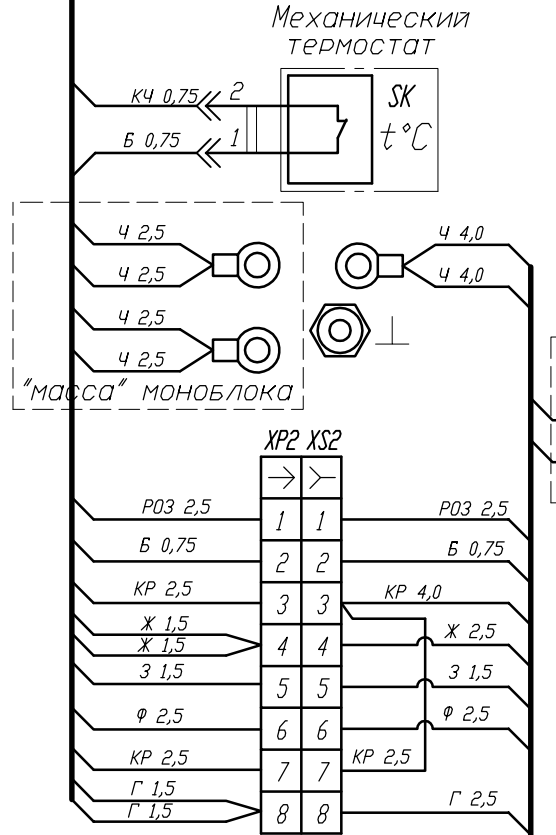 Механический
термостат
КЧ 0,75 2
SK
Б 0,75 1
t°C
Ч 2,5
Ч 4,0
Ч 2,5
Ч 4,0
Ч 2,5
Ч 2,5
"масса" моноблока
XP2 XS2
РОЗ 2,5 1 1 РОЗ 2,5
Б 0,75 2 2 Б 0,75
КР 2,5 3 3 КР 4,0
Ж 1,5
Ж 1,5 4 4 Ж 2,5
З 1,5 5 5 З 1,5
Ф 2,5 6 6 Ф 2,5
КР 2,5 7 7 КР 2,5
Г 1,5
Г 1,5 8 8 Г 2,5